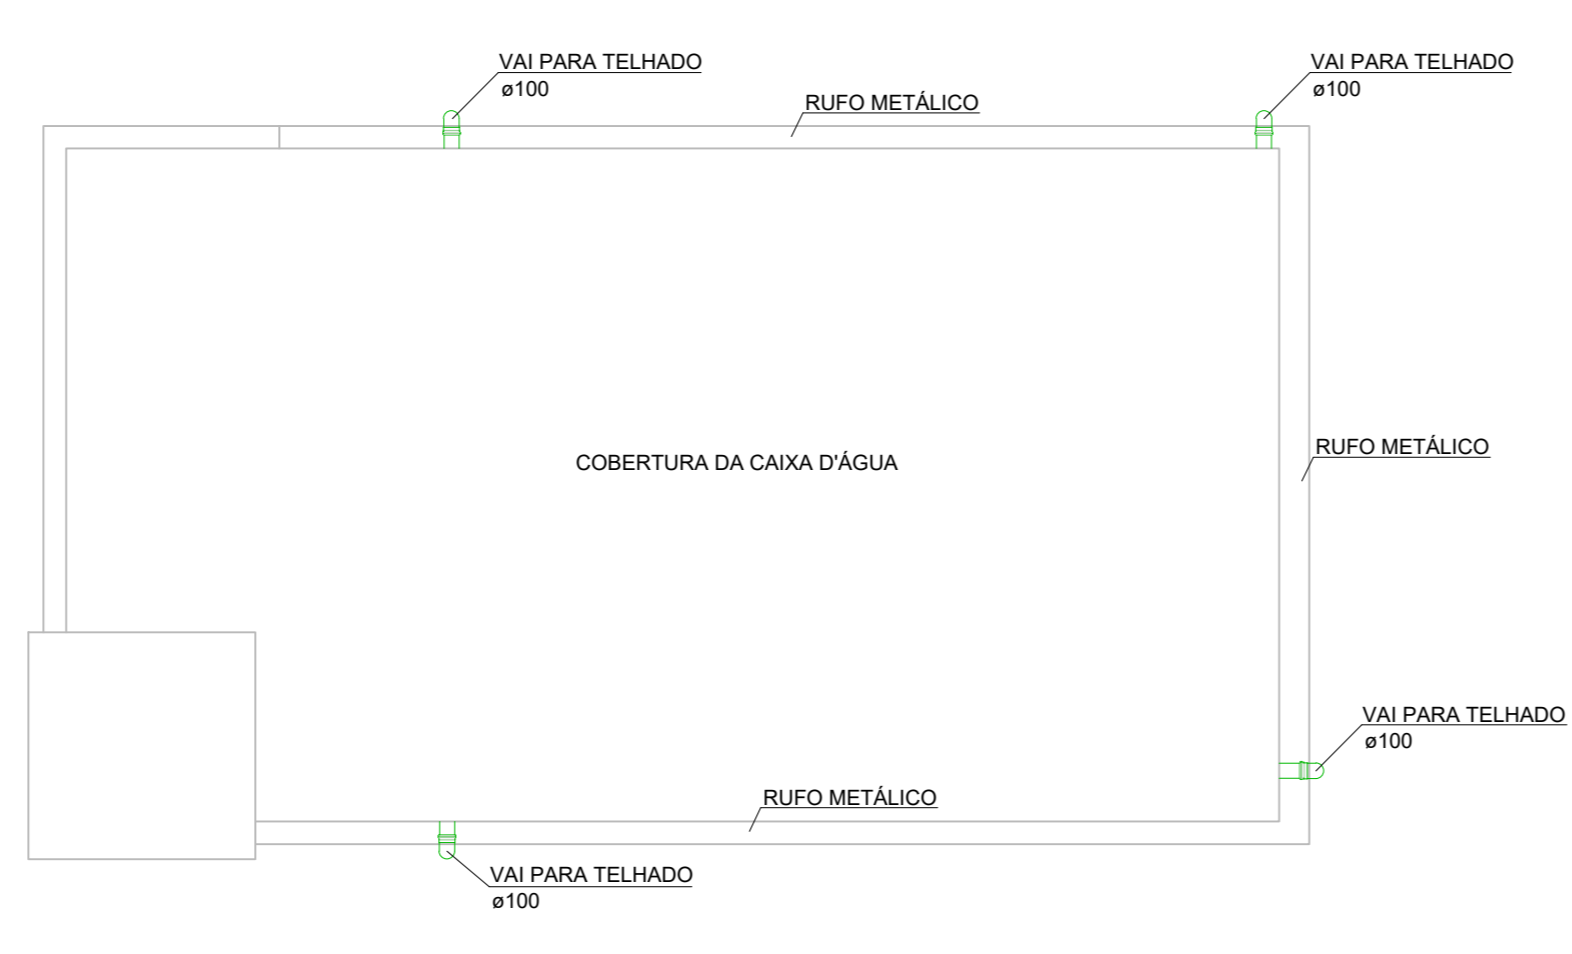 VAI PARA TELHADO
ø100
VAI PARA TELHADO
ø100
RUFO METÁLICO
RUFO METÁLICO
COBERTURA DA CAIXA D'ÁGUA
VAI PARA TELHADO
ø100
RUFO METÁLICO
VAI PARA TELHADO
ø100